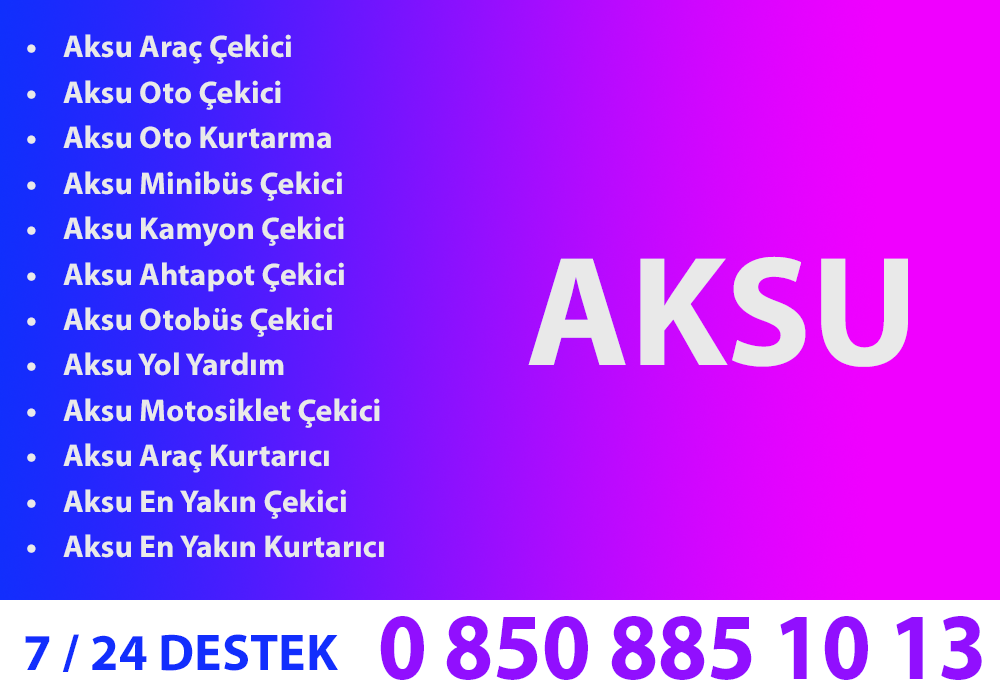 • Aksu Araç Çekici
• Aksu Oto Çekici
• Aksu Oto Kurtarma
• Aksu Minibüs Çekici
• Aksu Kamyon Çekici
• Aksu Ahtapot Çekici
• Aksu Otobüs Çekici
• Aksu Yol Yardım
• Aksu Motosiklet Çekici
• Aksu Araç Kurtarıcı
• Aksu En Yakın Çekici
• Aksu En Yakın Kurtarıcı
AKSU
7 / 24 DESTEK 0 850 885 10 13